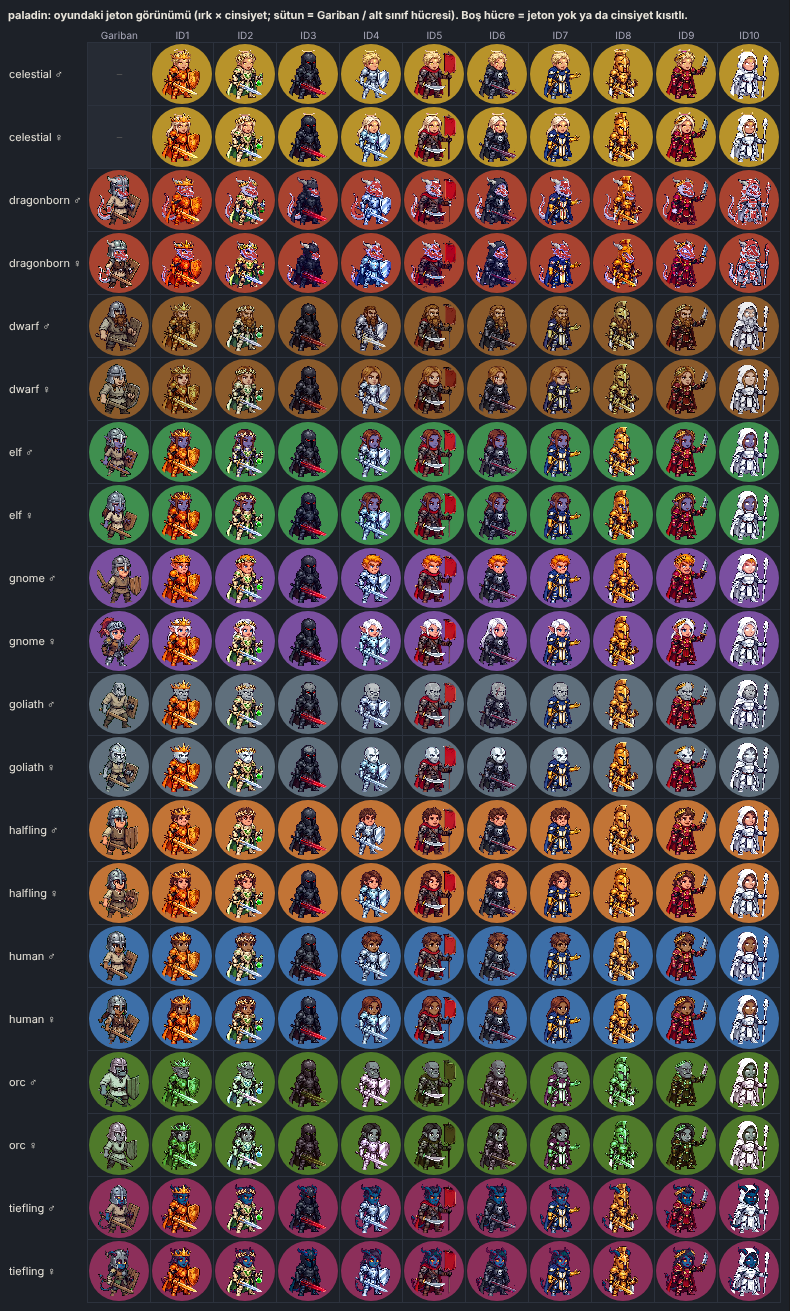 paladin: oyundaki jeton görünümü (ırk × cinsiyet; sütun = Gariban / alt sınıf hücresi). Boş hücre = jeton yok ya da cinsiyet kısıtlı.
Gariban ID1 ID2 ID3 ID4 ID5 ID6 ID7 ID8 ID9 ID10
celestial ♂ –
celestial ♀ –
dragonborn ♂
dragonborn ♀
dwarf ♂
dwarf ♀
elf ♂
elf ♀
gnome ♂
gnome ♀
goliath ♂
goliath ♀
halfling ♂
halfling ♀
human ♂
human ♀
orc ♂
orc ♀
tiefling ♂
tiefling ♀